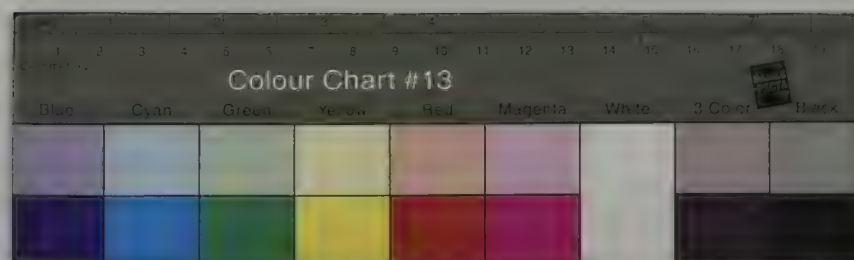 1 2 3 4 5 6 7 8 9 10 11 12 13 14 15 16 17 18 19
Colour Chart #13
Blue Cyan Green Yellow Red Magenta White 3 Color Black